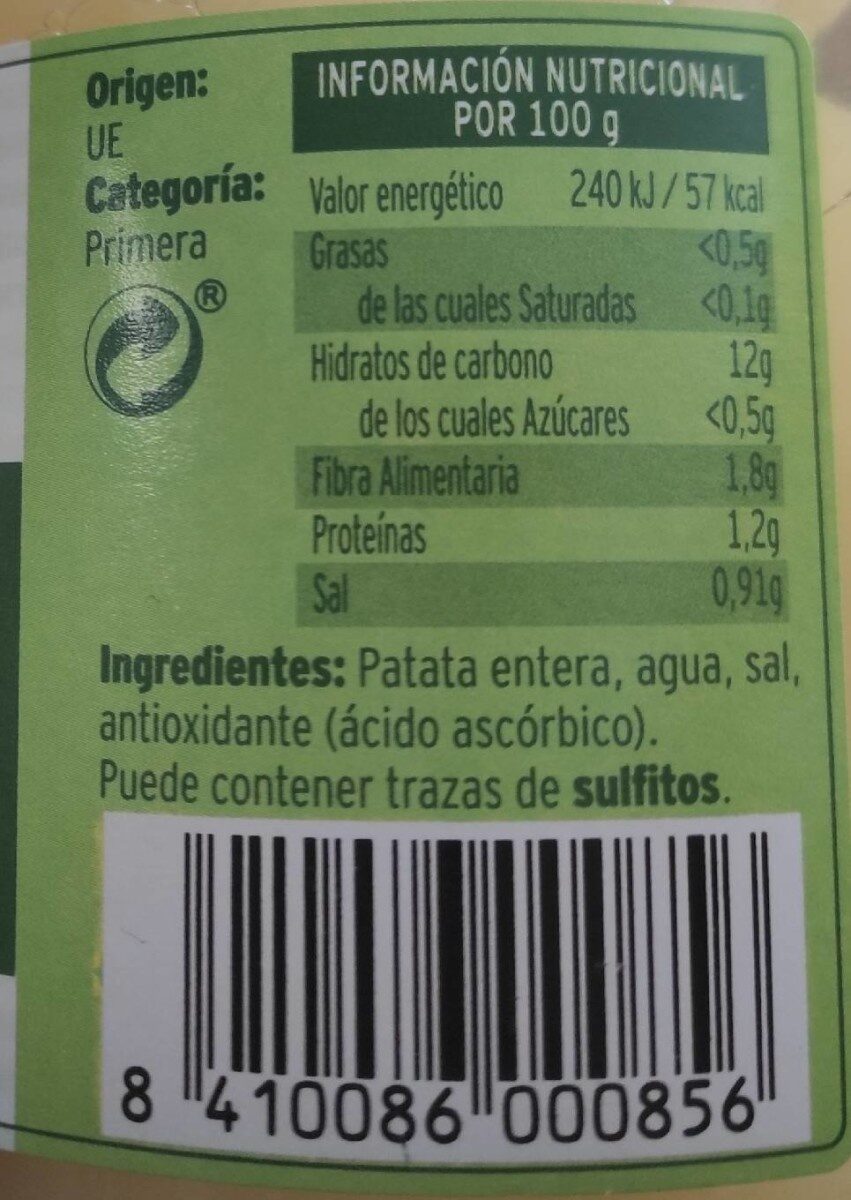 Origen:
UE
Categoría:
Primera
®
INFORMACIÓN NUTRICIONAL
POR 100 g
Valor energético 240 kJ / 57 kcal
Grasas <0,5g
de las cuales Saturadas <0,1g
Hidratos de carbono 12g
de los cuales Azúcares <0,5g
Fibra Alimentaria 1,8g
Proteínas 1,2g
Sal 0,91g
Ingredientes: Patata entera, agua, sal,
antioxidante (ácido ascórbico).
Puede contener trazas de sulfitos.
8 410086 000856